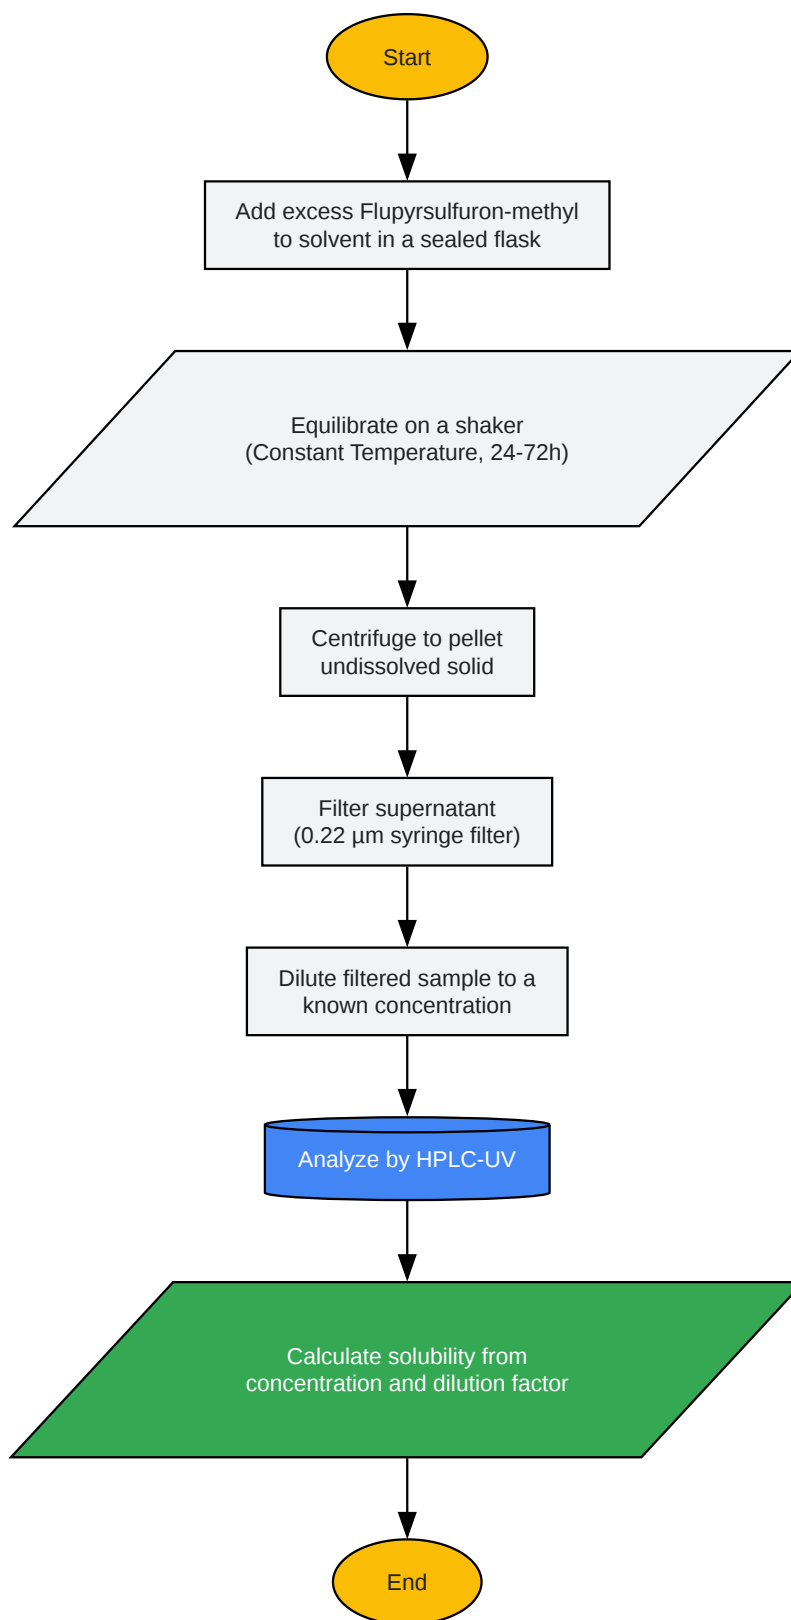 Start
Add excess Flupyrsulfuron-methyl
to solvent in a sealed flask
Equilibrate on a shaker
(Constant Temperature, 24-72h)
Centrifuge to pellet
undissolved solid
Filter supernatant
(0.22 µm syringe filter)
Dilute filtered sample to a
known concentration
Analyze by HPLC-UV
Calculate solubility from
concentration and dilution factor
End